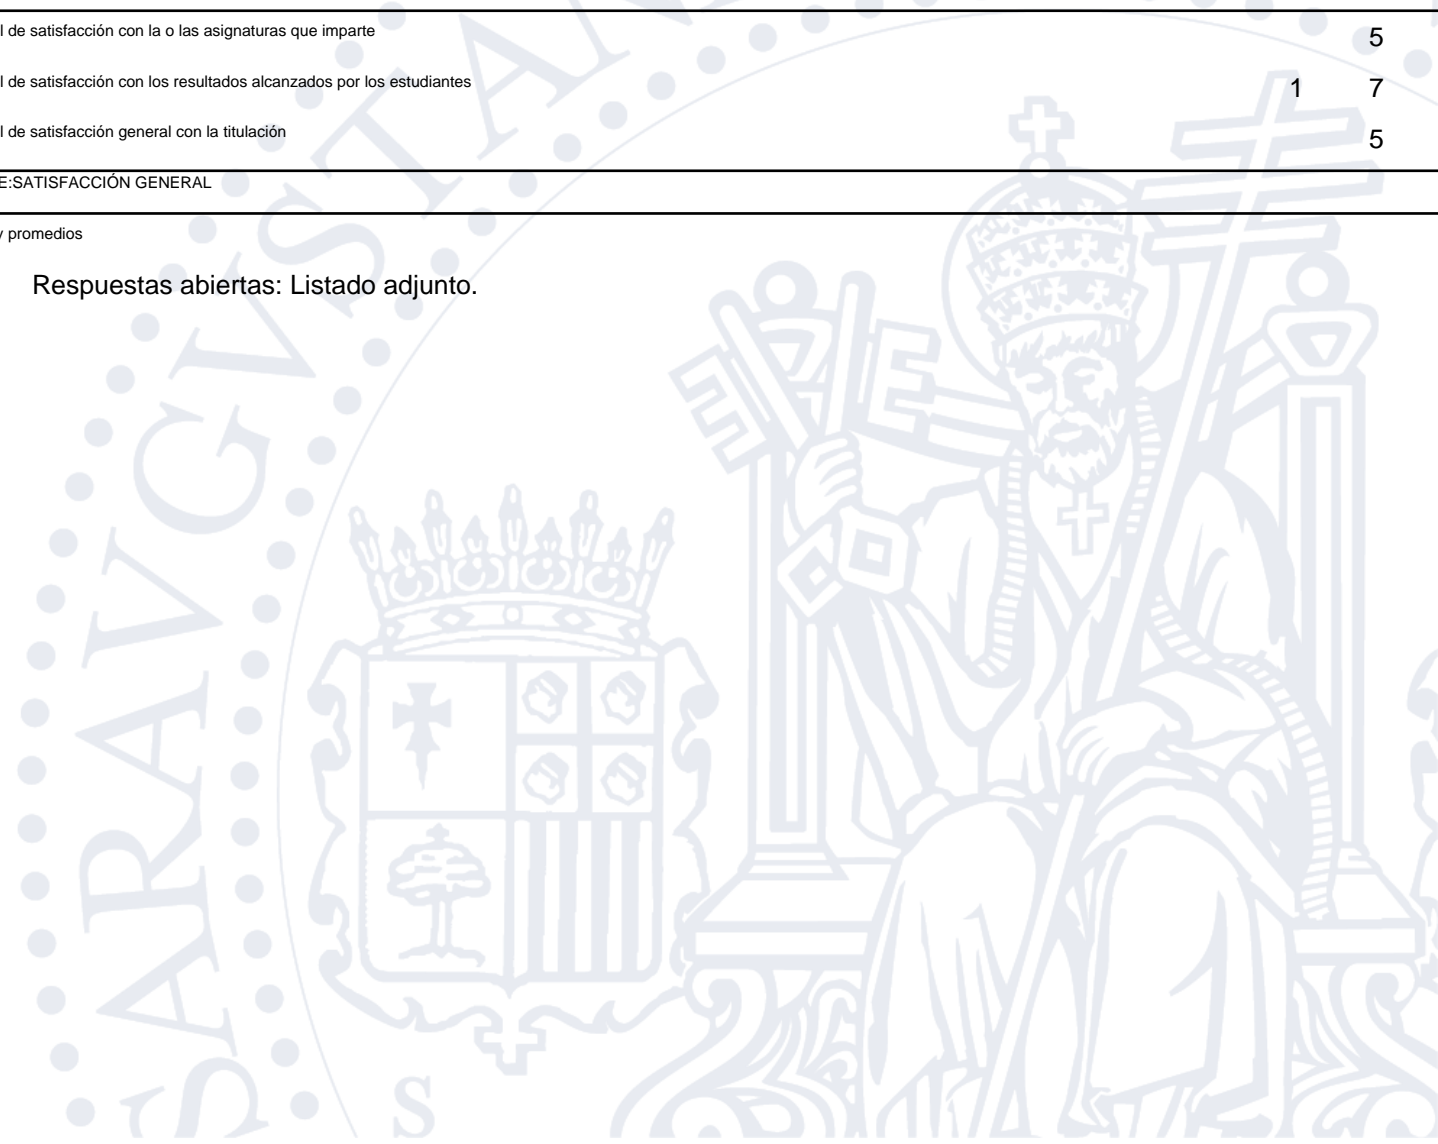 l de satisfacción con la o las asignaturas que imparte 5
l de satisfacción con los resultados alcanzados por los estudiantes 1 7
l de satisfacción general con la titulación 5
E:SATISFACCIÓN GENERAL
y promedios
Respuestas abiertas: Listado adjunto.
SARAVGVSTAN
S